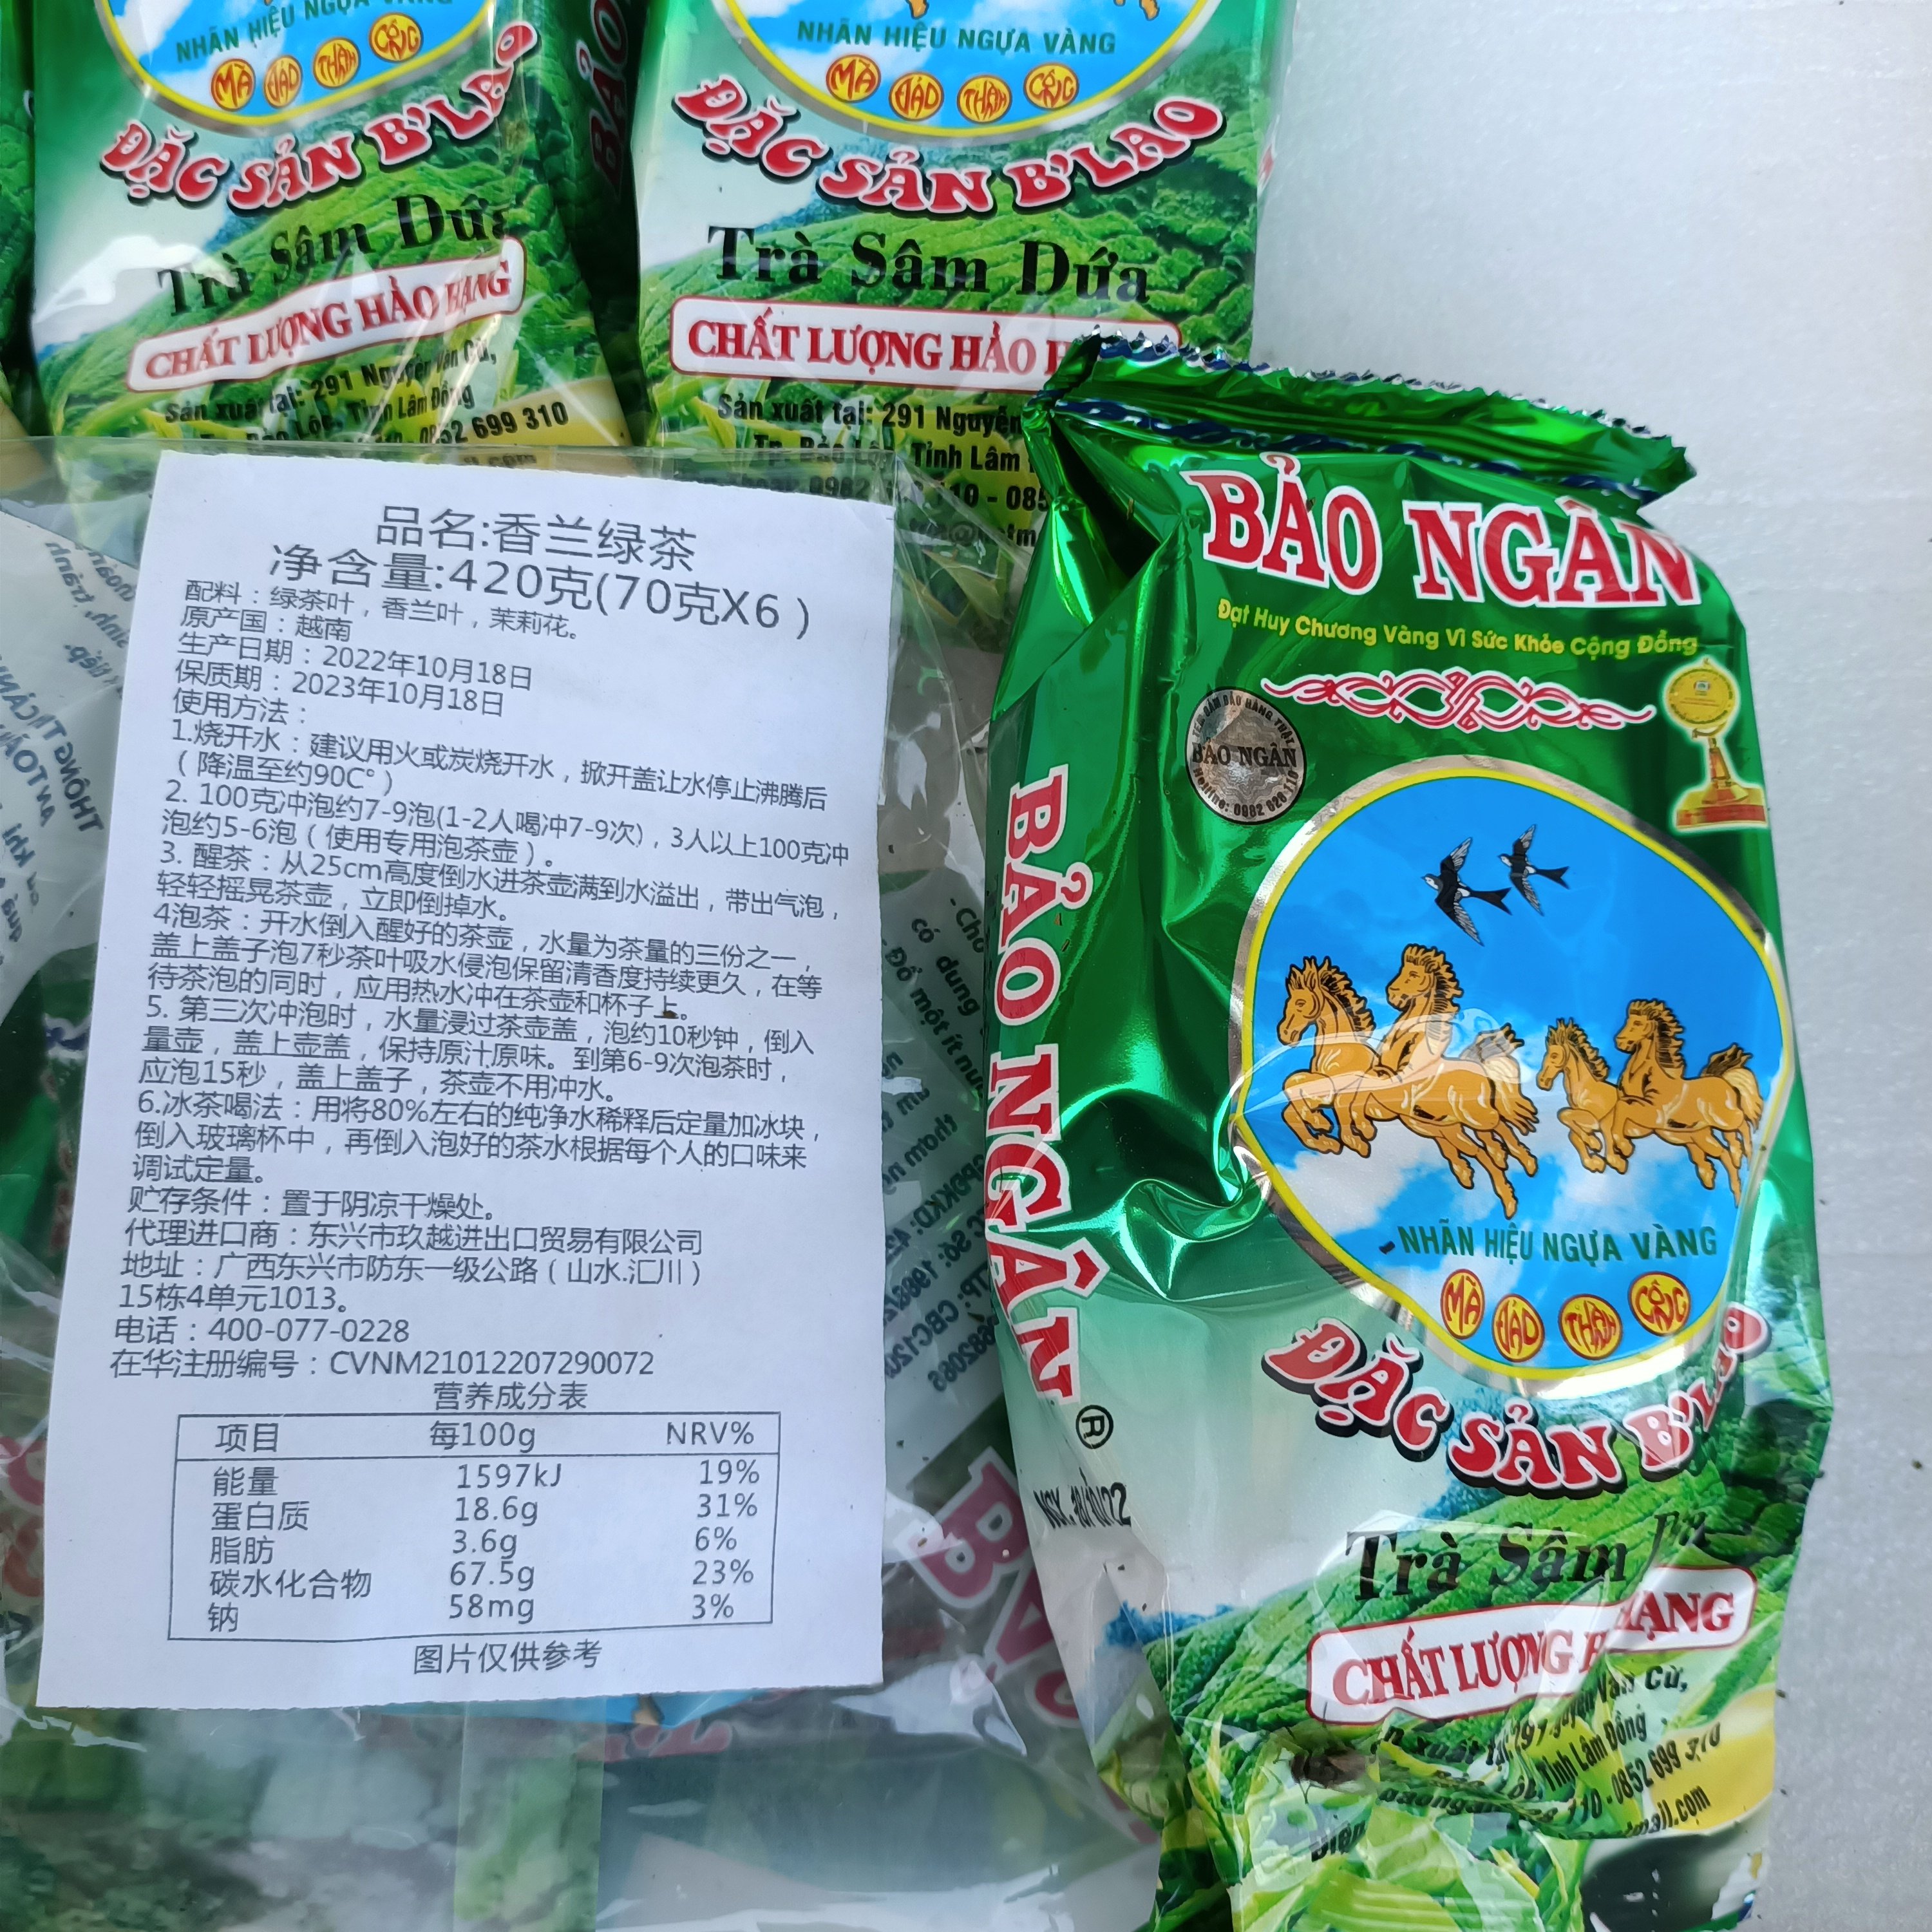 NHÃN HIỆU NGỰA VÀNG
MÃ ĐÁO THÀNH CÔNG
ĐẶC SẢN B'LAO
Trà Sâm Dứa
CHẤT LƯỢNG HẢO HẠNG
Sản xuất tại: 291 Nguyễn Văn Cừ,
Tp. Bảo Lộc, Tỉnh Lâm Đồng
0852 699 310
BẢO
NHÃN HIỆU NGỰA VÀNG
MÃ ĐÁO THÀNH CÔNG
ĐẶC SẢN B'LAO
Trà Sâm Dứa
CHẤT LƯỢNG HẢO
Sản xuất tại: 291 Nguyễn
Tp. Bảo Lộc, Tỉnh Lâm
品名:香兰绿茶
净含量:420克(70克X6）
配料：绿茶叶，香兰叶，茉莉花。
原产国：越南
生产日期：2022年10月18日
保质期：2023年10月18日
使用方法：
1.烧开水：建议用火或炭烧开水，掀开盖让水停止沸腾后
（降温至约90C°）
2. 100克冲泡约7-9泡(1-2人喝冲7-9次)，3人以上100克冲
泡约5-6泡（使用专用泡茶壶）。
3. 醒茶：从25cm高度倒水进茶壶满到水溢出，带出气泡，
轻轻摇晃茶壶，立即倒掉水。
4泡茶：开水倒入醒好的茶壶，水量为茶量的三份之一，
盖上盖子泡7秒茶叶吸水侵泡保留清香度持续更久，在等
待茶泡的同时，应用热水冲在茶壶和杯子上。
5. 第三次冲泡时，水量浸过茶壶盖，泡约10秒钟，倒入
量壶，盖上壶盖，保持原汁原味。到第6-9次泡茶时，
应泡15秒，盖上盖子，茶壶不用冲水。
6.冰茶喝法：用将80%左右的纯净水稀释后定量加冰块，
倒入玻璃杯中，再倒入泡好的茶水根据每个人的口味来
调试定量。
贮存条件：置于阴凉干燥处。
代理进口商：东兴市玖越进出口贸易有限公司
地址：广西东兴市防东一级公路（山水.汇川）
15栋4单元1013。
电话：400-077-0228
在华注册编号：CVNM21012207290072
营养成分表
项目 每100g NRV%
能量 1597kJ 19%
蛋白质 18.6g 31%
脂肪 3.6g 6%
碳水化合物 67.5g 23%
钠 58mg 3%
图片仅供参考
BẢO NGÂN
Đạt Huy Chương Vàng Vì Sức Khỏe Cộng Đồng
TEM ĐẢM BẢO HÀNG THẬT
BẢO NGÂN
BẢO NGÂN®
có dung
Đổ một ít
NSX: 18/10/22
NHÃN HIỆU NGỰA VÀNG
MÃ ĐÁO THÀNH CÔNG
ĐẶC SẢN B'LAO
Trà Sâm
CHẤT LƯỢNG HẠNG
Văn Cừ,
Tỉnh Lâm Đồng
110 - 0852 699 310